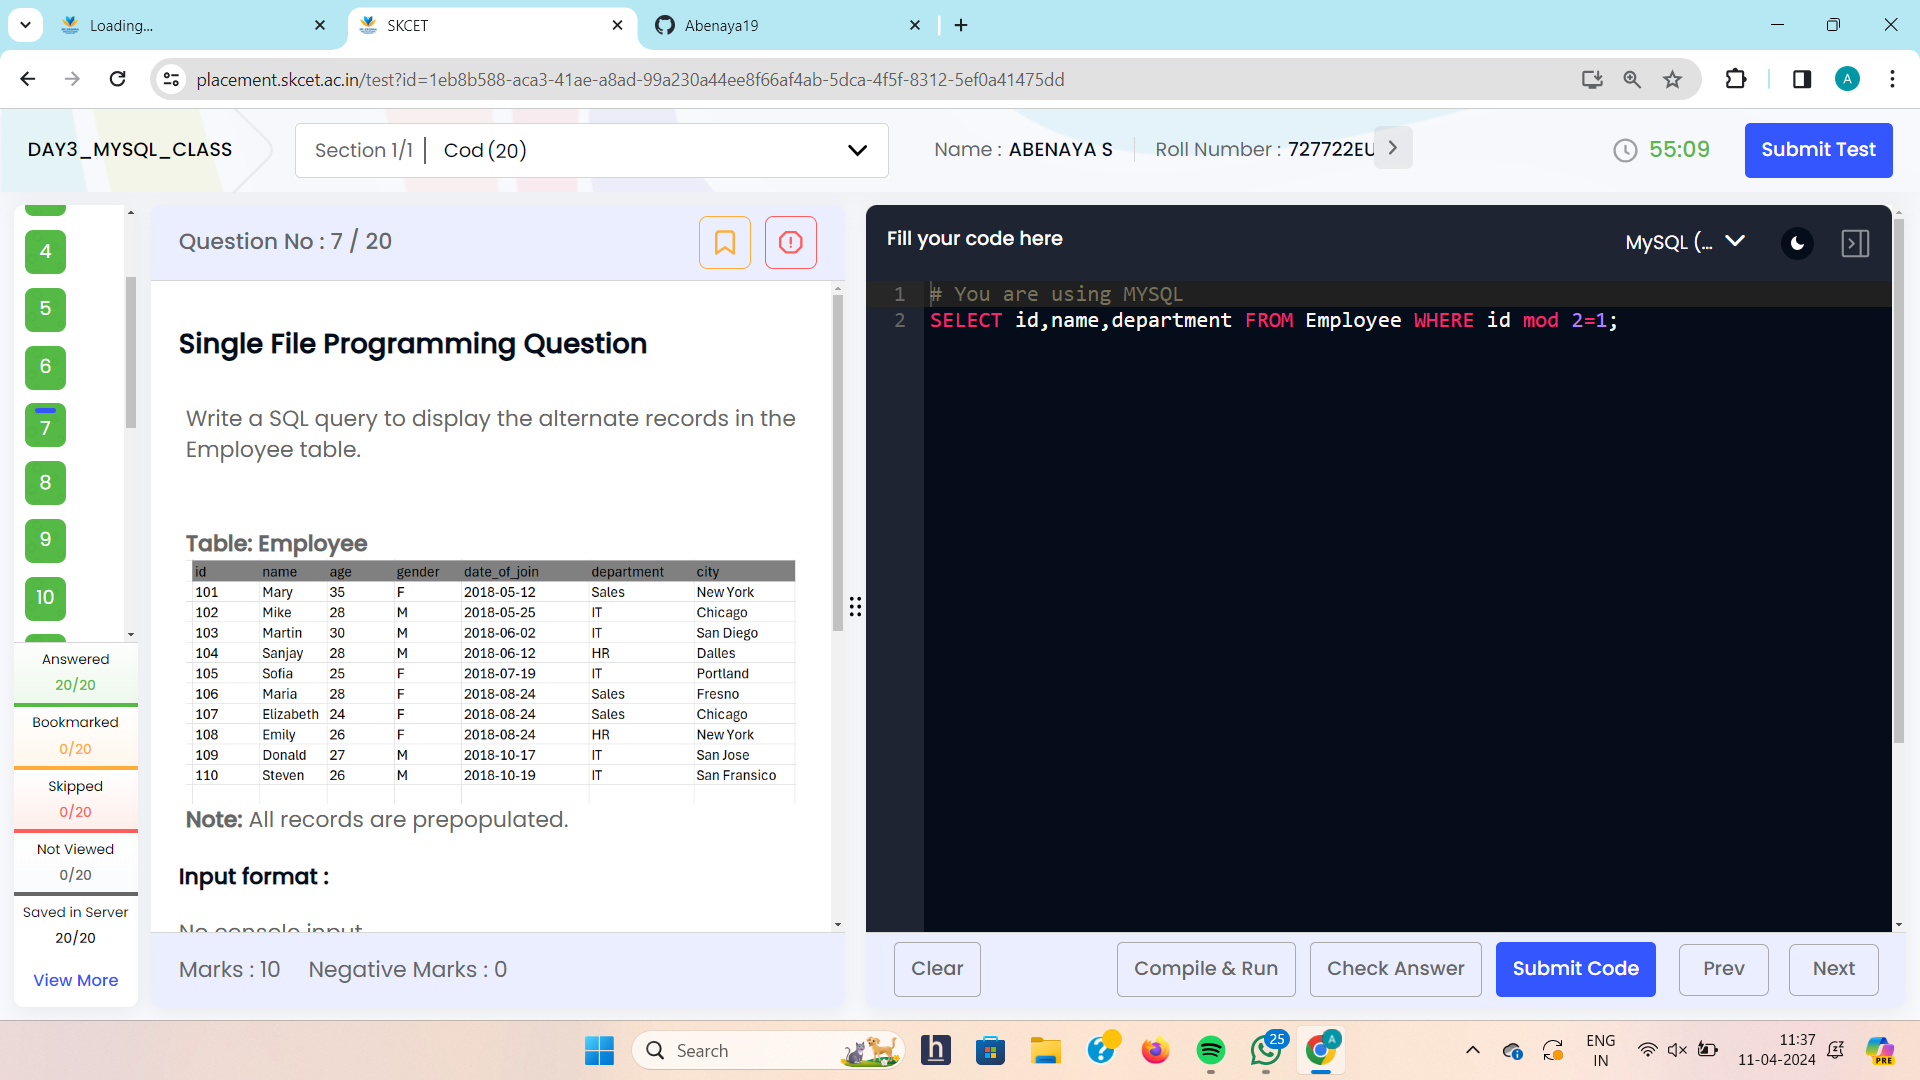 Loading...
SKCET
Abenaya19
placement.skcet.ac.in/test?id=1eb8b588-aca3-41ae-a8ad-99a230a44ee8f66af4ab-5dca-4f5f-8312-5ef0a41475dd
A
DAY3_MYSQL_CLASS
Section 1/1 | Cod (20)
Name : ABENAYA S
Roll Number : 727722EU
55:09
Submit Test
4
5
6
7
8
9
10
Answered
20/20
Bookmarked
0/20
Skipped
0/20
Not Viewed
0/20
Saved in Server
20/20
View More
Question No : 7 / 20
Single File Programming Question
Write a SQL query to display the alternate records in the
Employee table.
Table: Employee
id name age gender date_of_join department city
101 Mary 35 F 2018-05-12 Sales New York
102 Mike 28 M 2018-05-25 IT Chicago
103 Martin 30 M 2018-06-02 IT San Diego
104 Sanjay 28 M 2018-06-12 HR Dalles
105 Sofia 25 F 2018-07-19 IT Portland
106 Maria 28 F 2018-08-24 Sales Fresno
107 Elizabeth 24 F 2018-08-24 Sales Chicago
108 Emily 26 F 2018-08-24 HR New York
109 Donald 27 M 2018-10-17 IT San Jose
110 Steven 26 M 2018-10-19 IT San Fransico
Note: All records are prepopulated.
Input format :
No console input
Marks : 10 Negative Marks : 0
Fill your code here
MySQL (...
1 # You are using MYSQL
2 SELECT id,name,department FROM Employee WHERE id mod 2=1;
Clear
Compile & Run
Check Answer
Submit Code
Prev
Next
Search
h
25
A
ENG
IN
11:37
11-04-2024
PRE